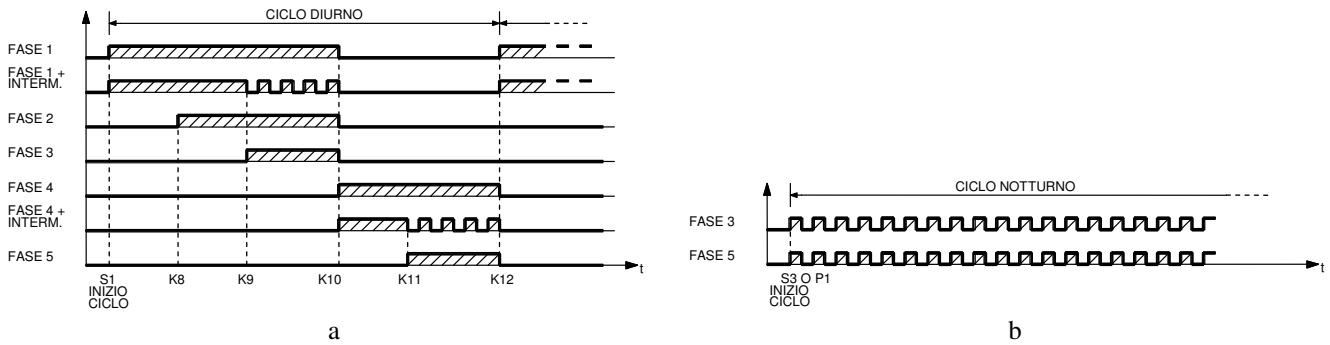 CICLO DIURNO
FASE 1
FASE 1 +
INTERM.
FASE 2
FASE 3
FASE 4
FASE 4 +
INTERM.
FASE 5
t
S1 K8 K9 K10 K11 K12
INIZIO
CICLO
a
CICLO NOTTURNO
FASE 3
FASE 5
t
S3 O P1
INIZIO
CICLO
b